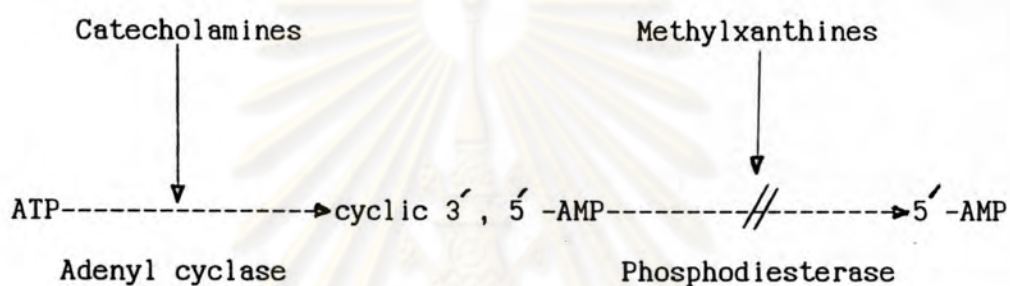 Catecholamines Methylxanthines
ATP cyclic 3´, 5´-AMP 5´-AMP
Adenyl cyclase Phosphodiesterase